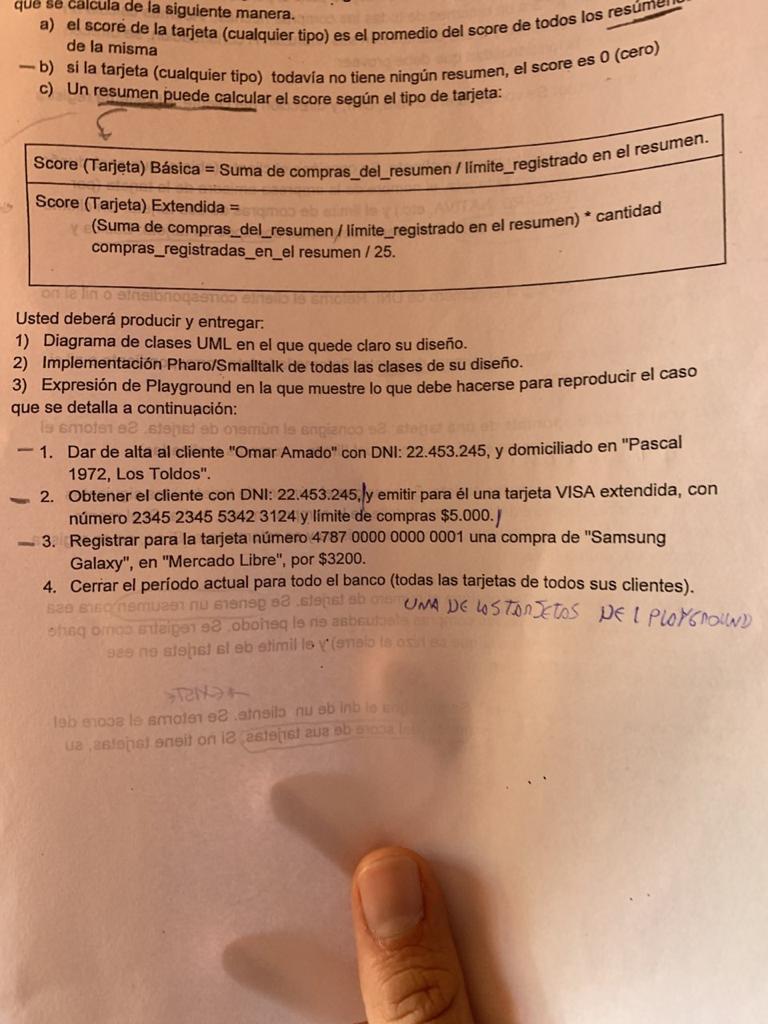 que se calcula de la siguiente manera.
a) el score de la tarjeta (cualquier tipo) es el promedio del score de todos los
de la misma
b) si la tarjeta (cualquier tipo) todavía no tiene ningún resumen, el score es 0 (cero)
c) Un resumen puede calcular el score según el tipo de tarjeta:
Score (Tarjeta) Básica = Suma de compras_del_resumen / límite_registrado en el resumen.
Score (Tarjeta) Extendida =
(Suma de compras_del_resumen / límite_registrado en el resumen) * cantidad
compras_registradas_en_el resumen / 25.
Usted deberá producir y entregar:
1) Diagrama de clases UML en el que quede claro su diseño.
2) Implementación Pharo/Smalltalk de todas las clases de su diseño.
3) Expresión de Playground en la que muestre lo que debe hacerse para reproducir el caso
que se detalla a continuación:
1. Dar de alta al cliente "Omar Amado" con DNI: 22.453.245, y domiciliado en "Pascal
1972, Los Toldos".
2. Obtener el cliente con DNI: 22.453.245, y emitir para él una tarjeta VISA extendida, con
número 2345 2345 5342 3124 y límite de compras $5.000.
3. Registrar para la tarjeta número 4787 0000 0000 0001 una compra de "Samsung
Galaxy", en "Mercado Libre", por $3200.
4. Cerrar el período actual para todo el banco (todas las tarjetas de todos sus clientes).
UNA DE LAS TARJETAS DEL PLAYGROUND